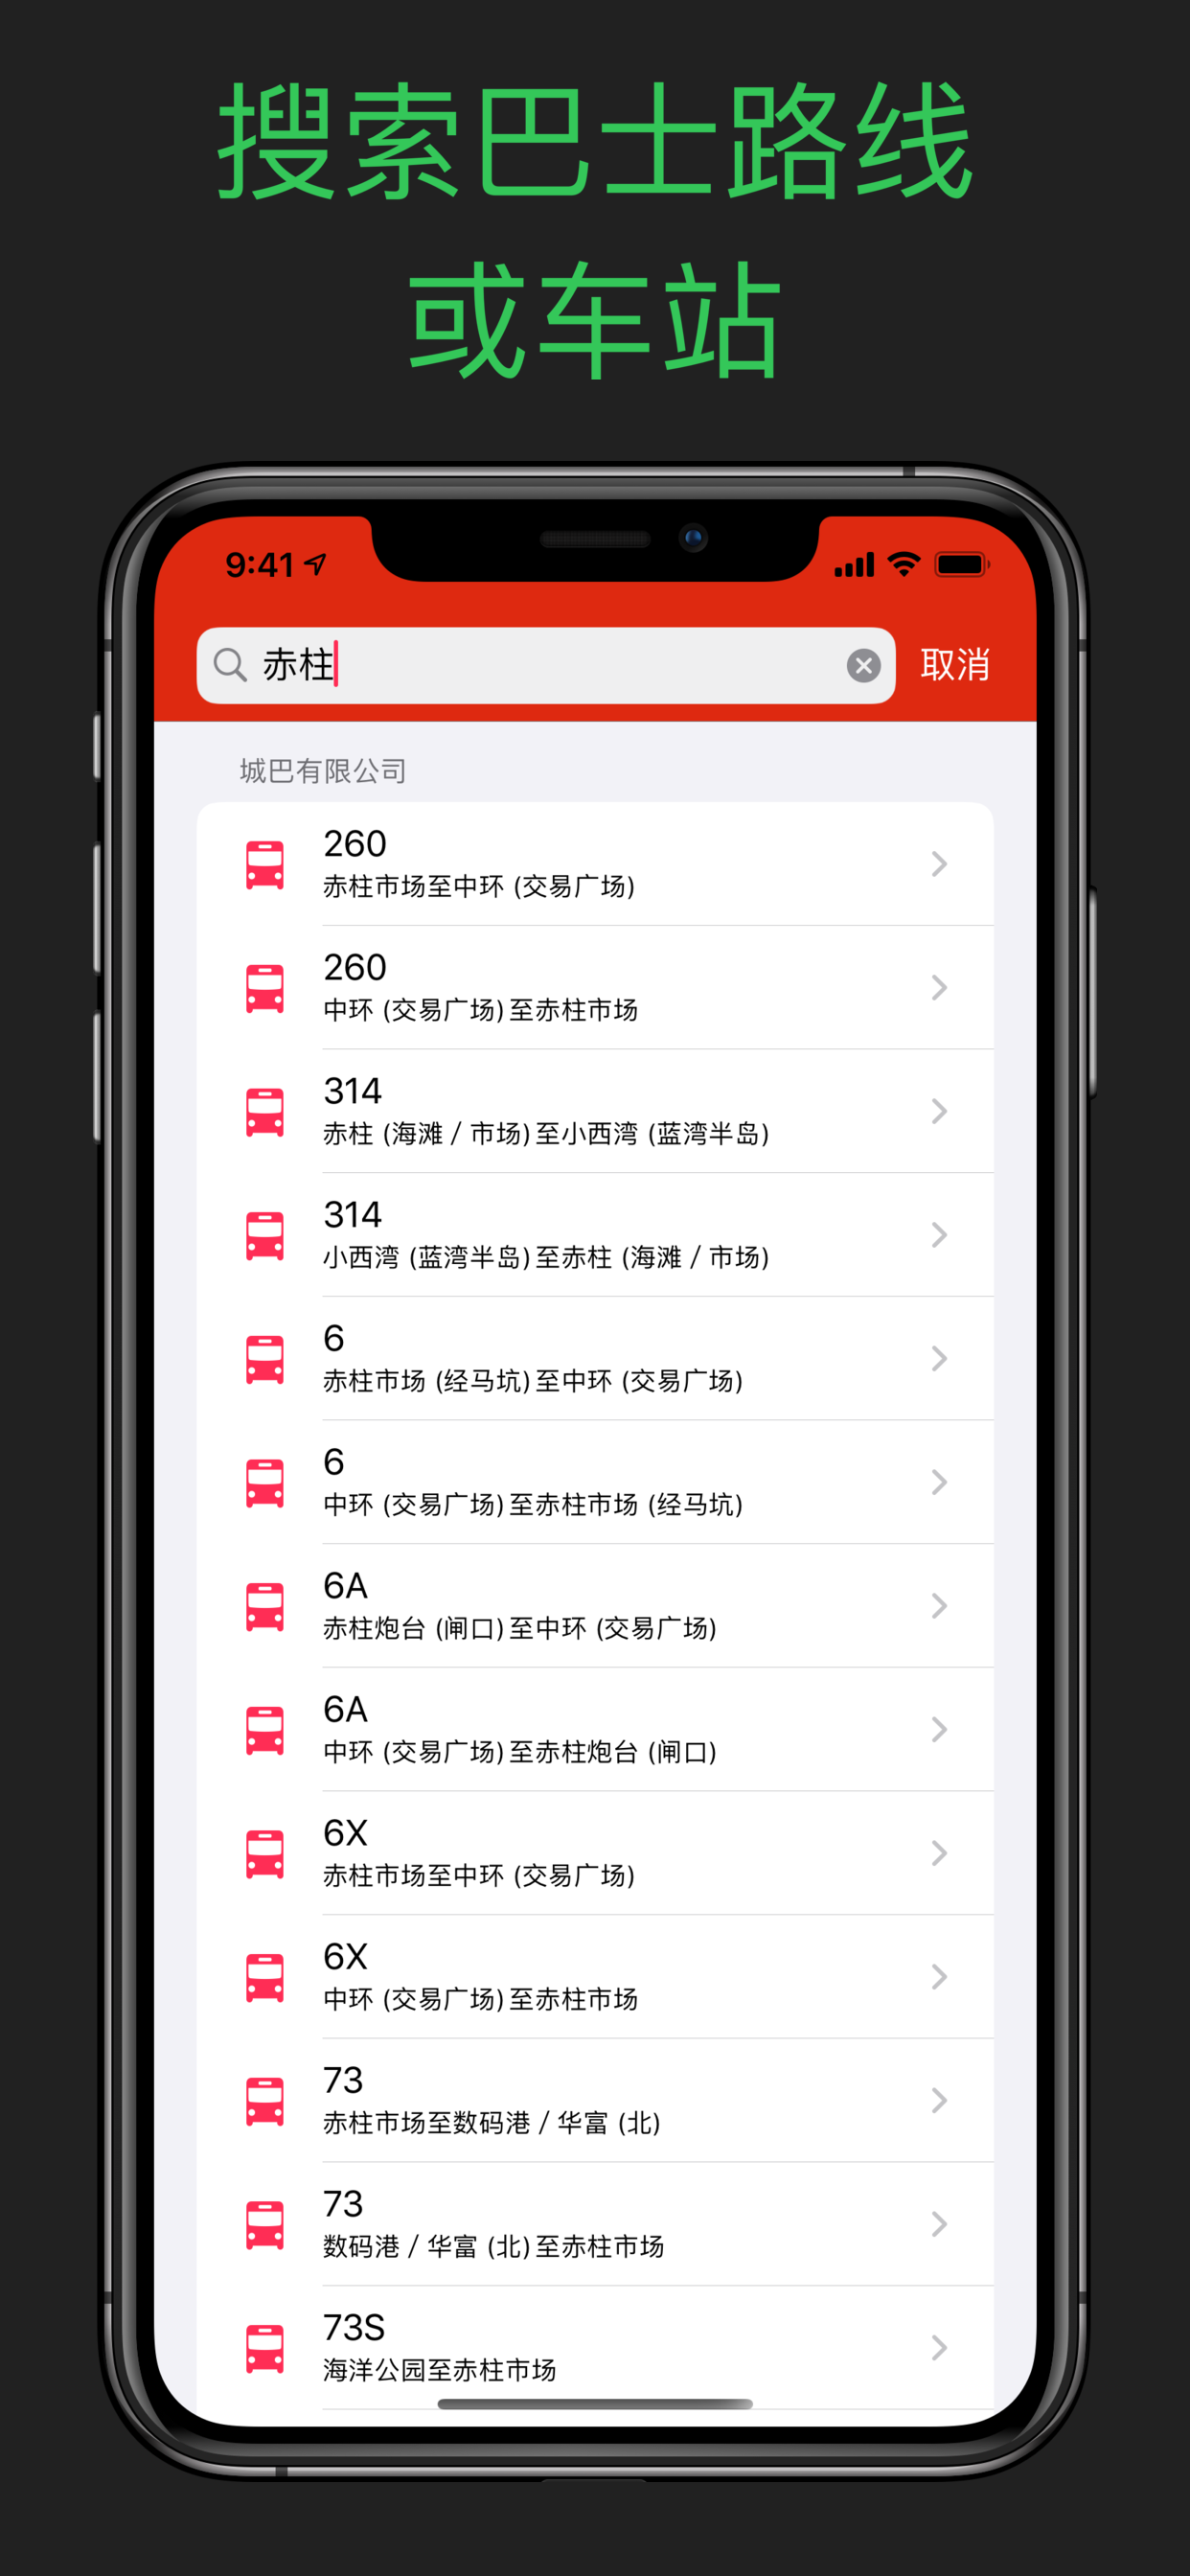 搜索巴士路线
或车站
9:41
赤柱
取消
城巴有限公司
260
赤柱市场至中环 (交易广场)
260
中环 (交易广场) 至赤柱市场
314
赤柱 (海滩 / 市场) 至小西湾 (蓝湾半岛)
314
小西湾 (蓝湾半岛) 至赤柱 (海滩 / 市场)
6
赤柱市场 (经马坑) 至中环 (交易广场)
6
中环 (交易广场) 至赤柱市场 (经马坑)
6A
赤柱炮台 (闸口) 至中环 (交易广场)
6A
中环 (交易广场) 至赤柱炮台 (闸口)
6X
赤柱市场至中环 (交易广场)
6X
中环 (交易广场) 至赤柱市场
73
赤柱市场至数码港 / 华富 (北)
73
数码港 / 华富 (北) 至赤柱市场
73S
海洋公园至赤柱市场